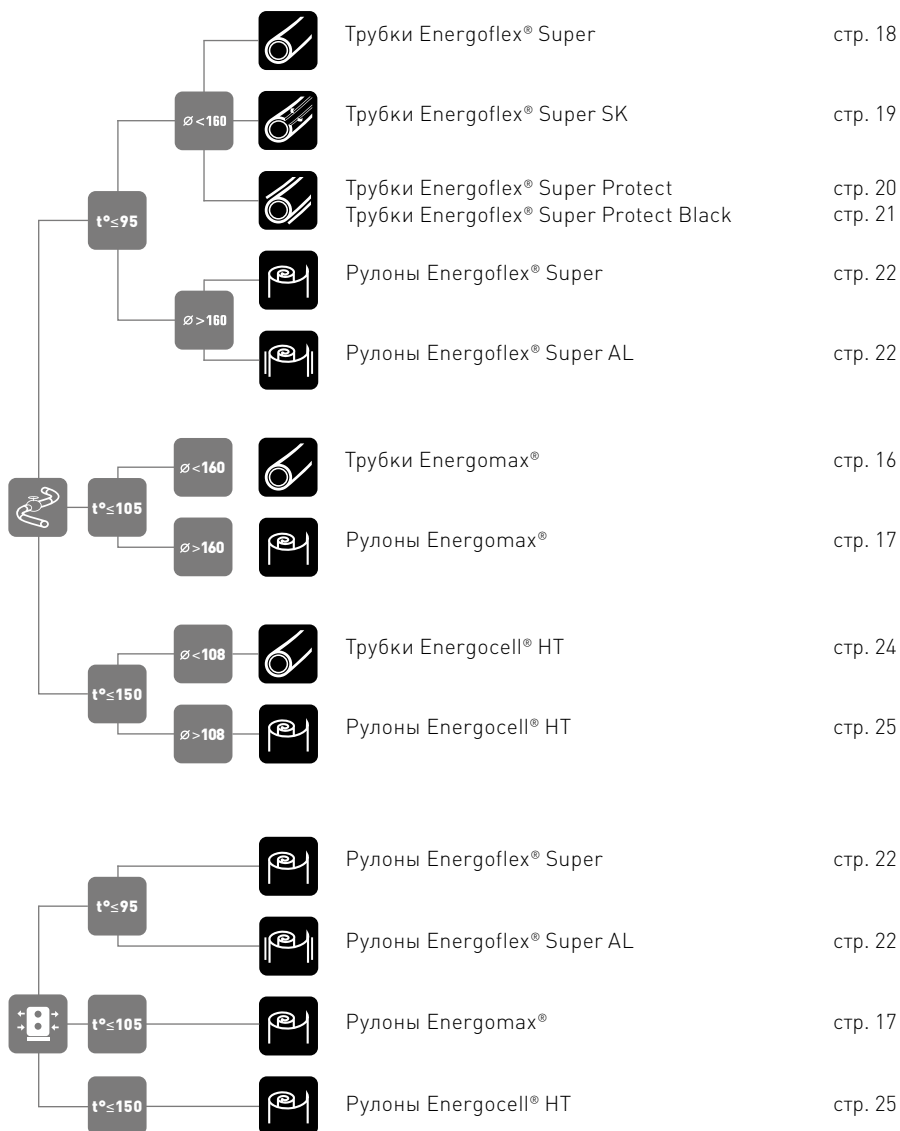 Трубки Energoflex® Super стр. 18
ø<160 Трубки Energoflex® Super SK стр. 19
Трубки Energoflex® Super Protect стр. 20
Трубки Energoflex® Super Protect Black стр. 21
t°≤95
Рулоны Energoflex® Super стр. 22
ø>160
Рулоны Energoflex® Super AL стр. 22
ø<160 Трубки Energomax® стр. 16
t°≤105
ø>160 Рулоны Energomax® стр. 17
ø<108 Трубки Energocell® HT стр. 24
t°≤150
ø>108 Рулоны Energocell® HT стр. 25
Рулоны Energoflex® Super стр. 22
t°≤95
Рулоны Energoflex® Super AL стр. 22
t°≤105 Рулоны Energomax® стр. 17
t°≤150 Рулоны Energocell® HT стр. 25